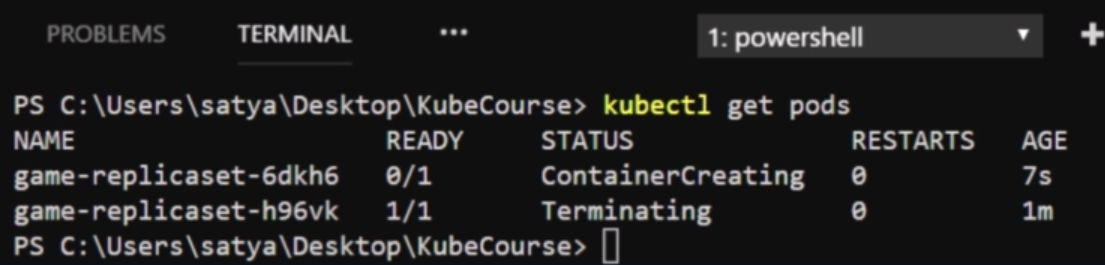 PROBLEMS TERMINAL ... 1: powershell
PS C:\Users\satya\Desktop\KubeCourse> kubectl get pods
NAME READY STATUS RESTARTS AGE
game-replicaset-6dkh6 0/1 ContainerCreating 0 7s
game-replicaset-h96vk 1/1 Terminating 0 1m
PS C:\Users\satya\Desktop\KubeCourse>